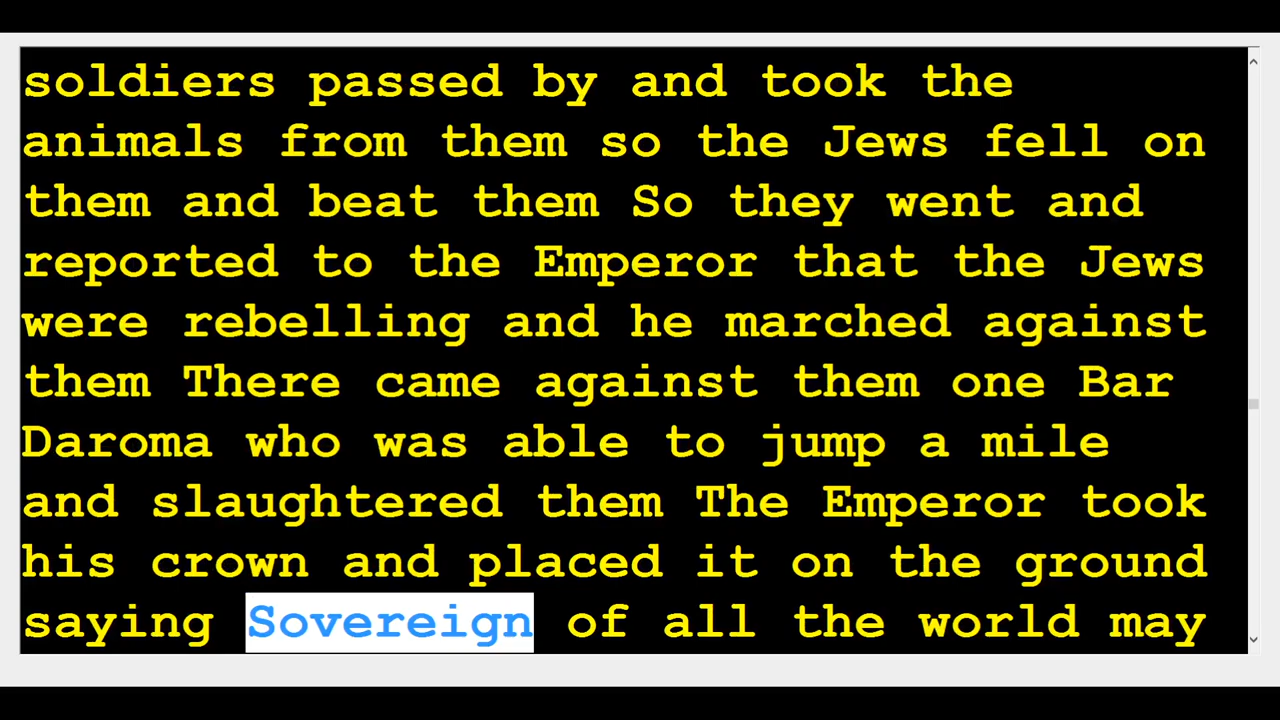 soldiers passed by and took the
animals from them so the Jews fell on
them and beat them So they went and
reported to the Emperor that the Jews
were rebelling and he marched against
them There came against them one Bar
Daroma who was able to jump a mile
and slaughtered them The Emperor took
his crown and placed it on the ground
saying Sovereign of all the world may